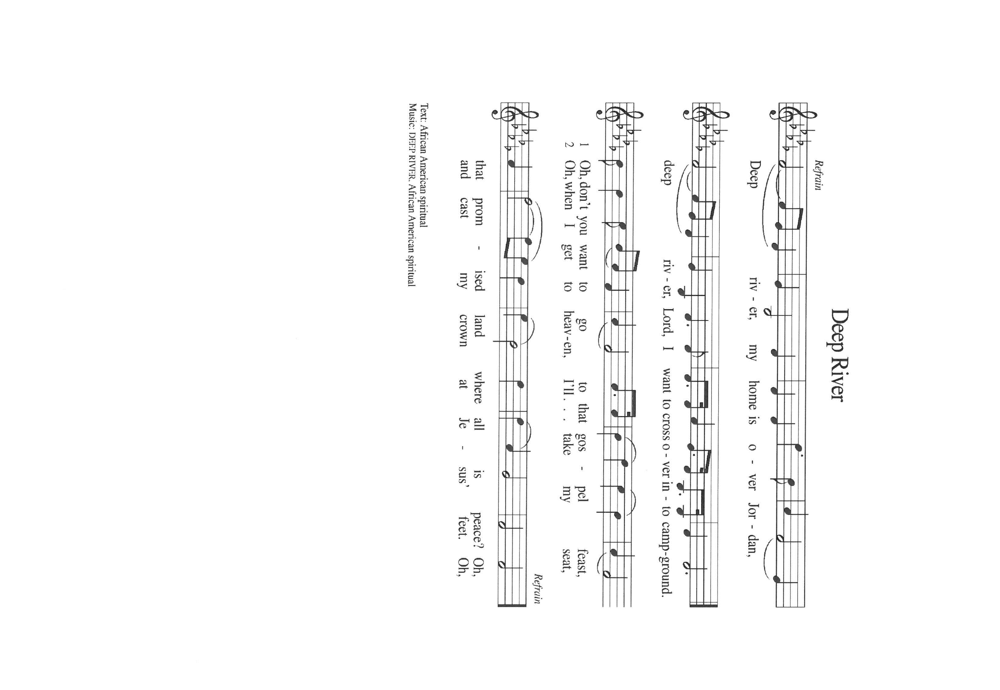 Deep River
Refrain
Deep riv - er, my home is o - ver Jor - dan,
deep riv - er, Lord, I want to cross o - ver in - to camp-ground.
1 Oh, don't you want to go to that gos - pel feast,
2 Oh, when I get to heav-en, I'll . . . take my seat,
Refrain
that prom - ised land where all is peace? Oh,
and cast my crown at Je - sus' feet. Oh,
Text: African American spiritual
Music: DEEP RIVER, African American spiritual